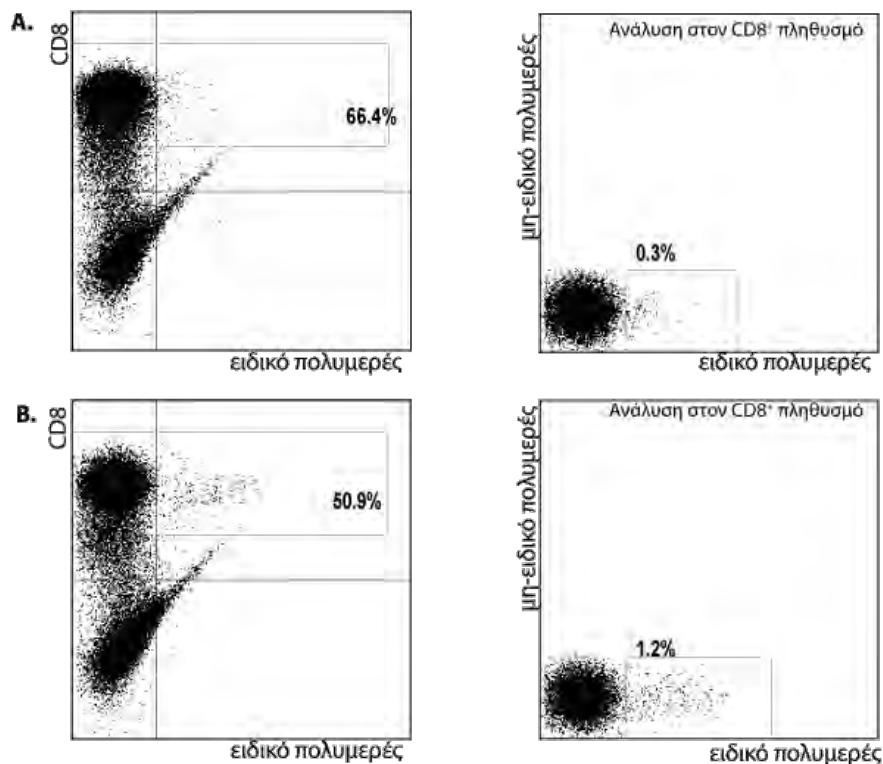 A.
CD8
66.4%
ειδικό πολυμερές
Ανάλυση στον CD8⁺ πληθυσμό
μη-ειδικό πολυμερές
0.3%
ειδικό πολυμερές
B.
CD8
50.9%
ειδικό πολυμερές
Ανάλυση στον CD8⁺ πληθυσμό
μη-ειδικό πολυμερές
1.2%
ειδικό πολυμερές